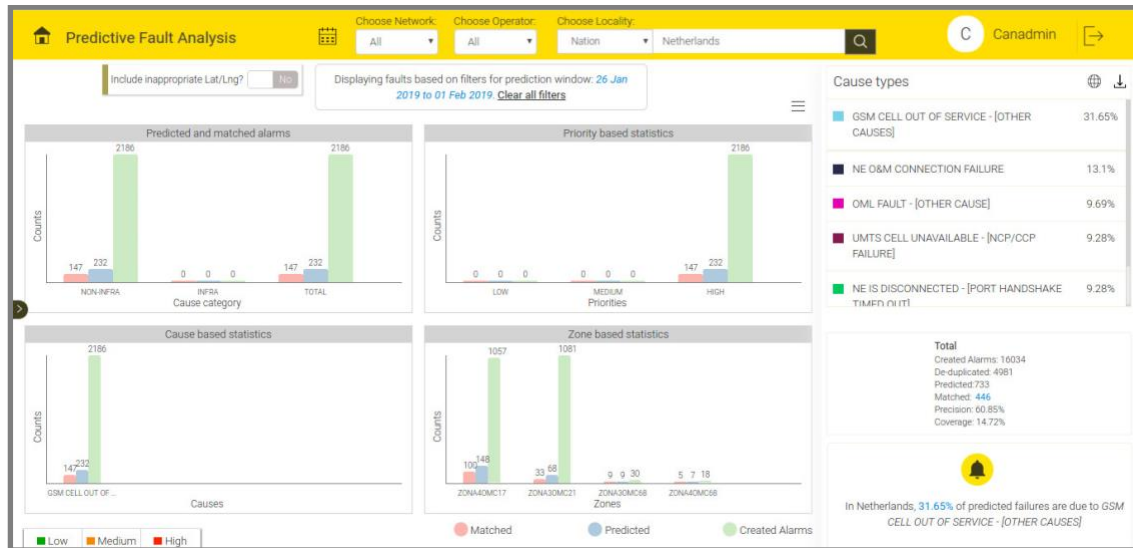 Predictive Fault Analysis
Choose Network:
All
Choose Operator:
All
Choose Locality:
Nation
Netherlands
C
Canadmin
Include inappropriate Lat/Lng?
No
Displaying faults based on filters for prediction window: 26 Jan
2019 to 01 Feb 2019. Clear all filters
Predicted and matched alarms
Counts
147
232
2186
0
0
0
147
232
2186
NON-INFRA
INFRA
TOTAL
Cause category
Priority based statistics
Counts
0
0
0
0
0
0
147
232
2186
LOW
MEDIUM
HIGH
Priorities
Cause based statistics
Counts
147
232
2186
GSM CELL OUT OF ...
Causes
Zone based statistics
Counts
100
148
1057
33
68
1081
9
9
30
5
7
18
ZONA4OMC17
ZONA3OMC21
ZONA3OMC68
ZONA4OMC68
Zones
Low
Medium
High
Matched
Predicted
Created Alarms
Cause types
GSM CELL OUT OF SERVICE - [OTHER
CAUSES]
31.65%
NE O&M CONNECTION FAILURE
13.1%
OML FAULT - [OTHER CAUSE]
9.69%
UMTS CELL UNAVAILABLE - [NCP/CCP
FAILURE]
9.28%
NE IS DISCONNECTED - [PORT HANDSHAKE
TIMED OUT]
9.28%
Total
Created Alarms: 16034
De-duplicated: 4981
Predicted:733
Matched: 446
Precision: 60.85%
Coverage: 14.72%
In Netherlands, 31.65% of predicted failures are due to GSM
CELL OUT OF SERVICE - [OTHER CAUSES]